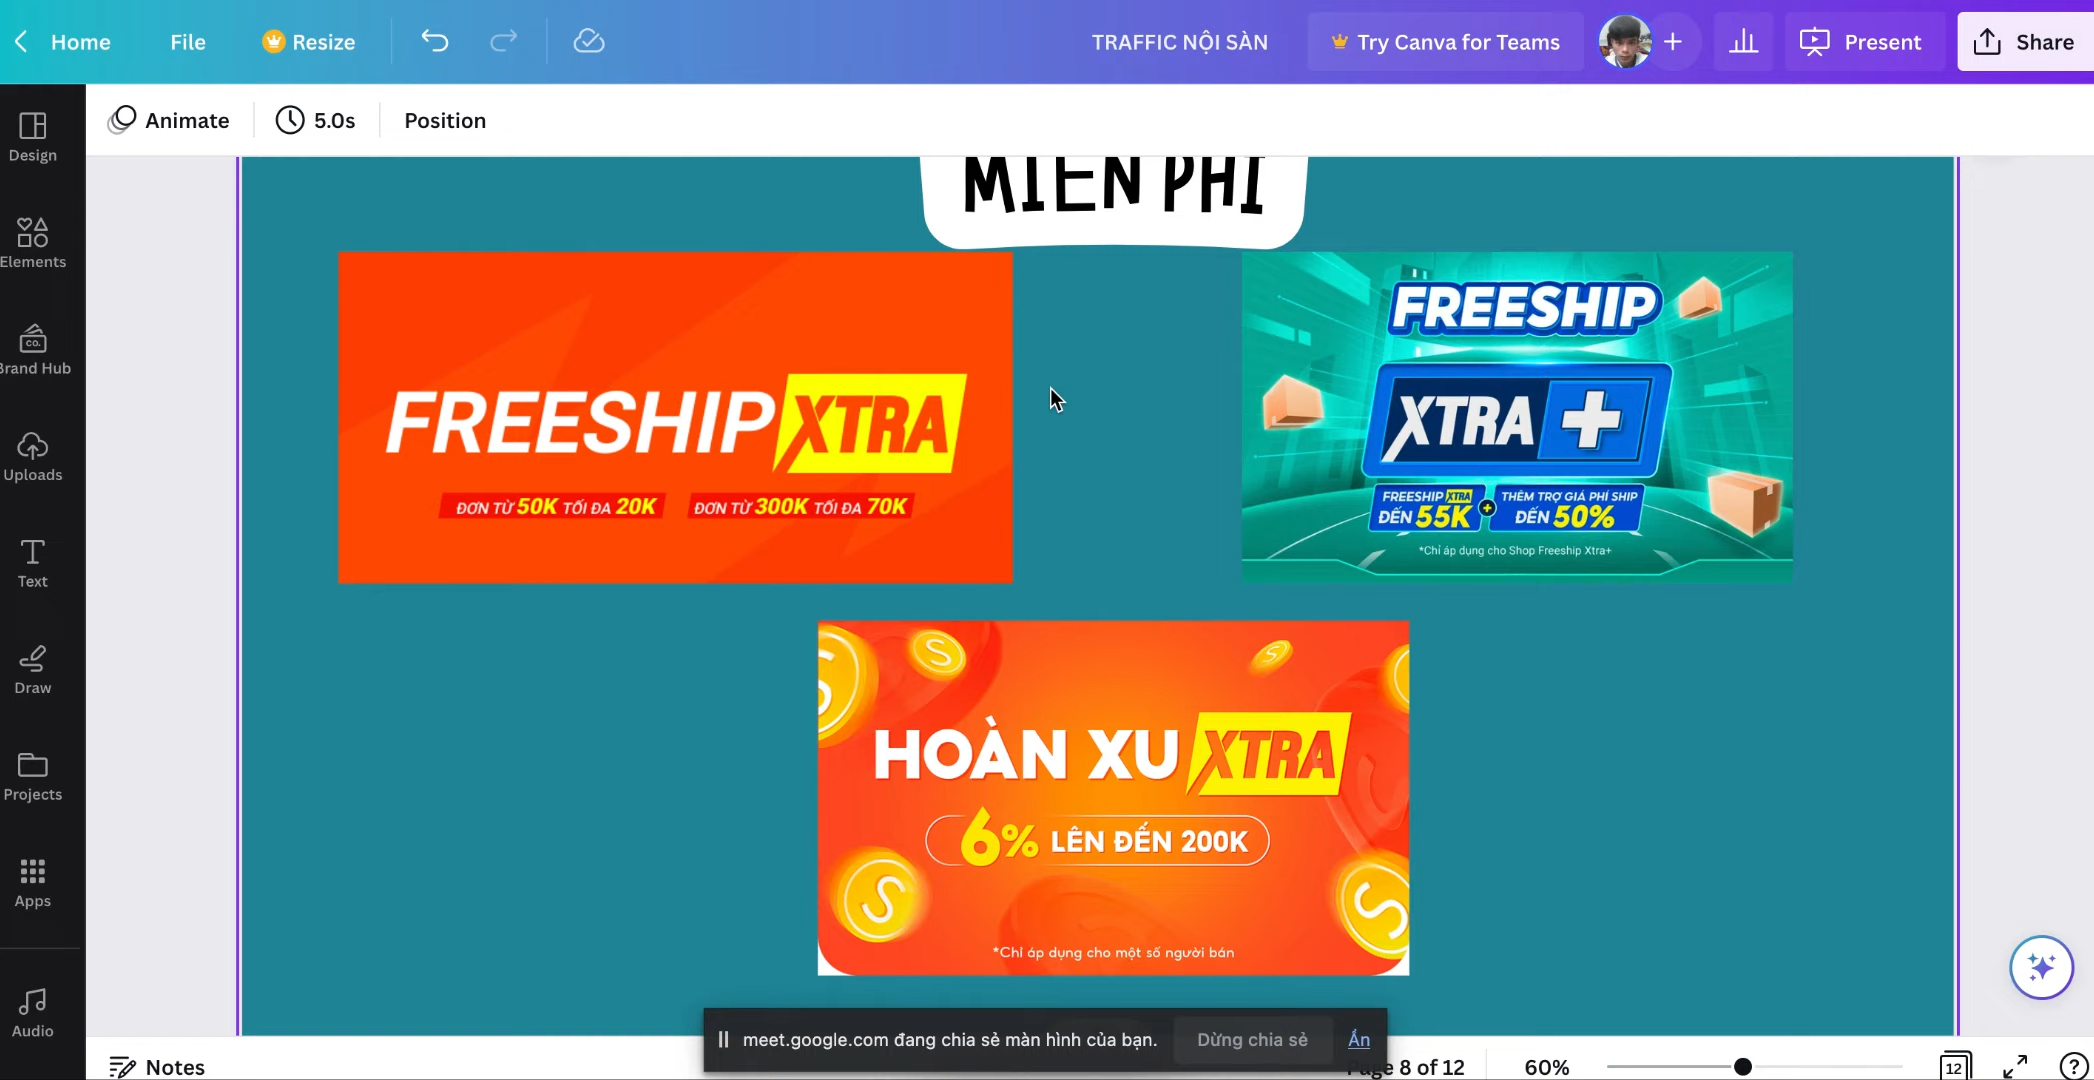 Home File Resize TRAFFIC NỘI SÀN Try Canva for Teams Present Share
Animate 5.0s Position
Design
Elements
co.
Brand Hub
Uploads
Text
Draw
Projects
Apps
Audio
MIỄN PHÍ
FREESHIP XTRA
ĐƠN TỪ 50K TỐI ĐA 20K ĐƠN TỪ 300K TỐI ĐA 70K
FREESHIP
XTRA +
FREESHIP XTRA + THÊM TRỢ GIÁ PHÍ SHIP
ĐẾN 55K ĐẾN 50%
*Chỉ áp dụng cho Shop Freeship Xtra+
HOÀN XU XTRA
6% LÊN ĐẾN 200K
*Chỉ áp dụng cho một số người bán
meet.google.com đang chia sẻ màn hình của bạn. Dừng chia sẻ Ẩn
Notes Page 8 of 12 60% 12